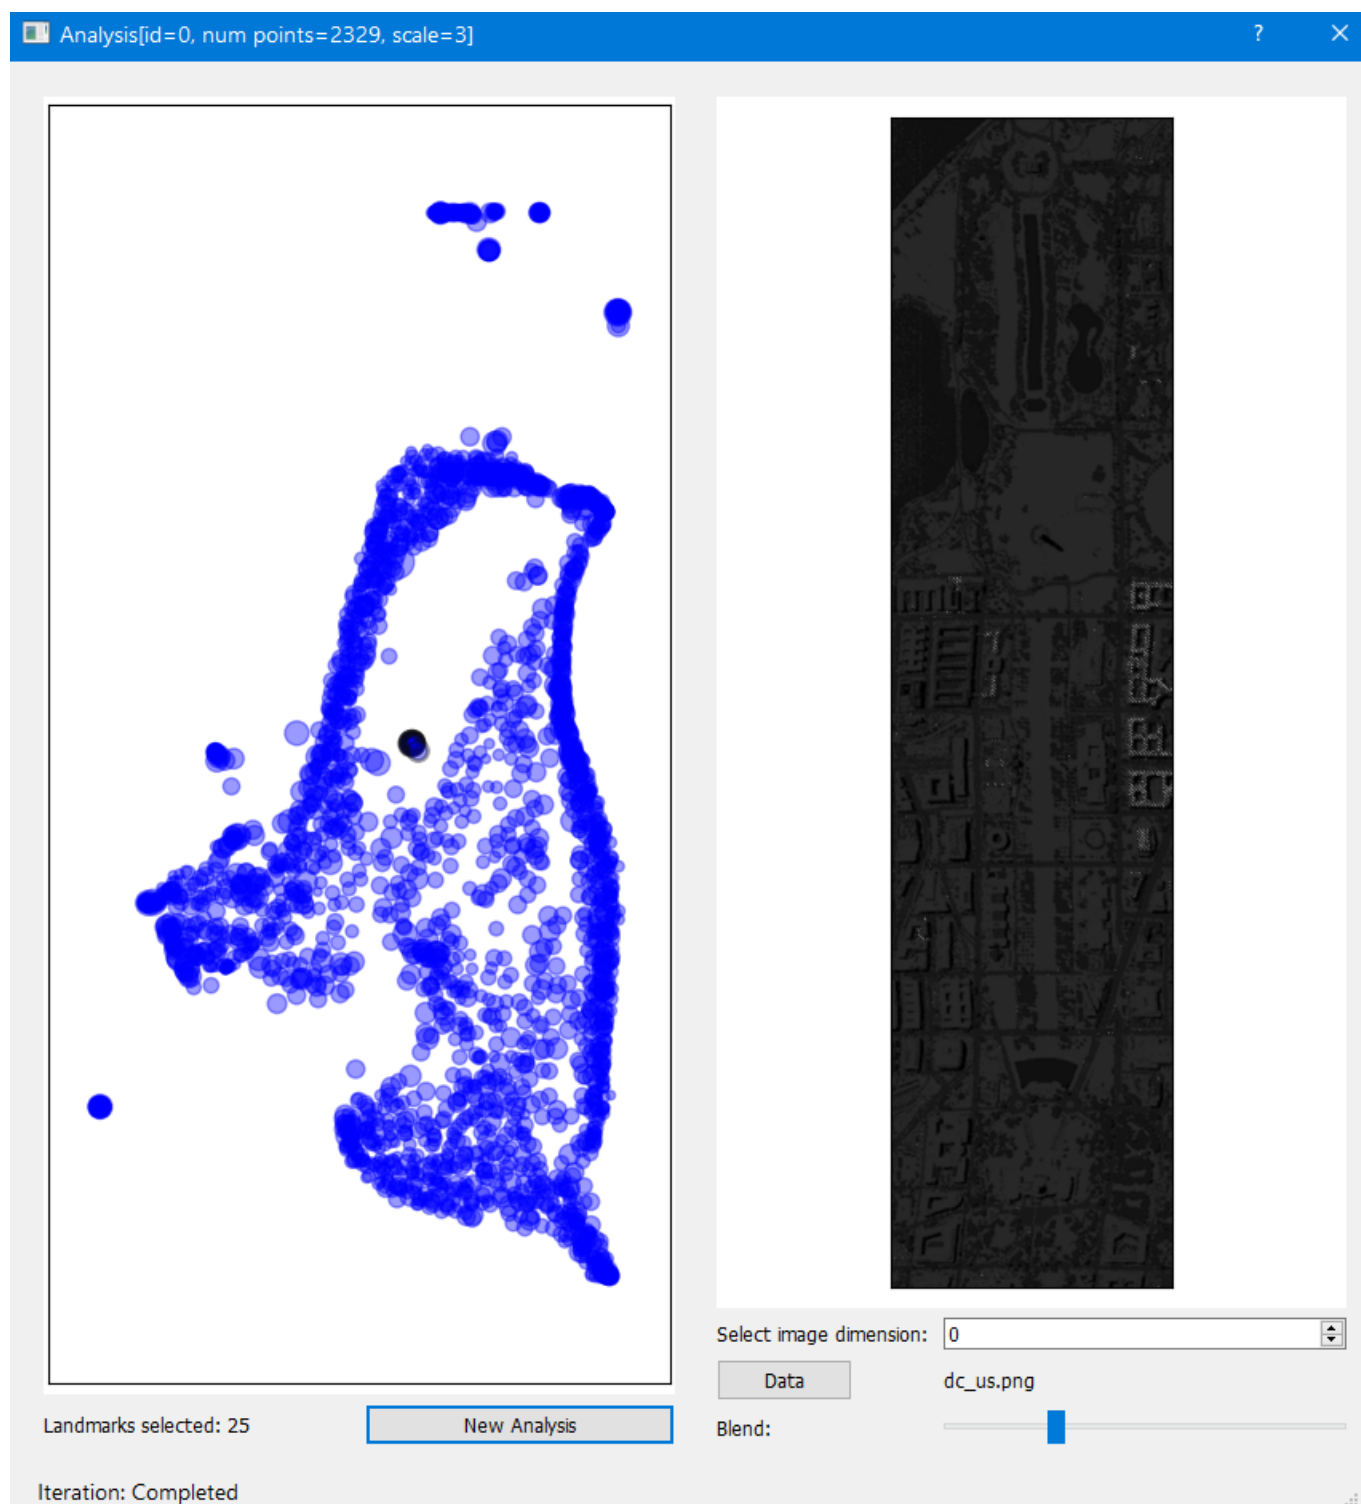 Analysis[id=0, num points=2329, scale=3]
?
Select image dimension: 0
Data dc_us.png
Landmarks selected: 25 New Analysis Blend:
Iteration: Completed